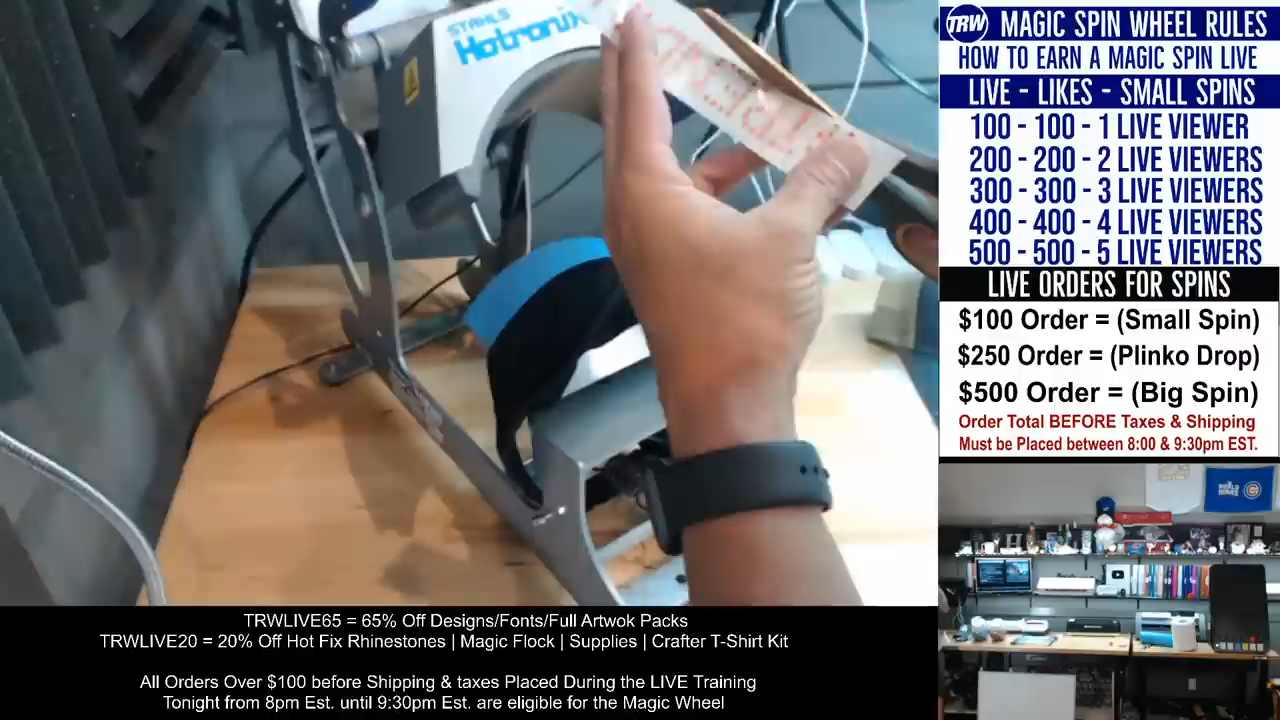 STAHLS
Hotronix
TRW MAGIC SPIN WHEEL RULES
HOW TO EARN A MAGIC SPIN LIVE
LIVE - LIKES - SMALL SPINS
100 - 100 - 1 LIVE VIEWER
200 - 200 - 2 LIVE VIEWERS
300 - 300 - 3 LIVE VIEWERS
400 - 400 - 4 LIVE VIEWERS
500 - 500 - 5 LIVE VIEWERS
LIVE ORDERS FOR SPINS
$100 Order = (Small Spin)
$250 Order = (Plinko Drop)
$500 Order = (Big Spin)
Order Total BEFORE Taxes & Shipping
Must be Placed between 8:00 & 9:30pm EST.
TRWLIVE65 = 65% Off Designs/Fonts/Full Artwok Packs
TRWLIVE20 = 20% Off Hot Fix Rhinestones | Magic Flock | Supplies | Crafter T-Shirt Kit
All Orders Over $100 before Shipping & taxes Placed During the LIVE Training
Tonight from 8pm Est. until 9:30pm Est. are eligible for the Magic Wheel